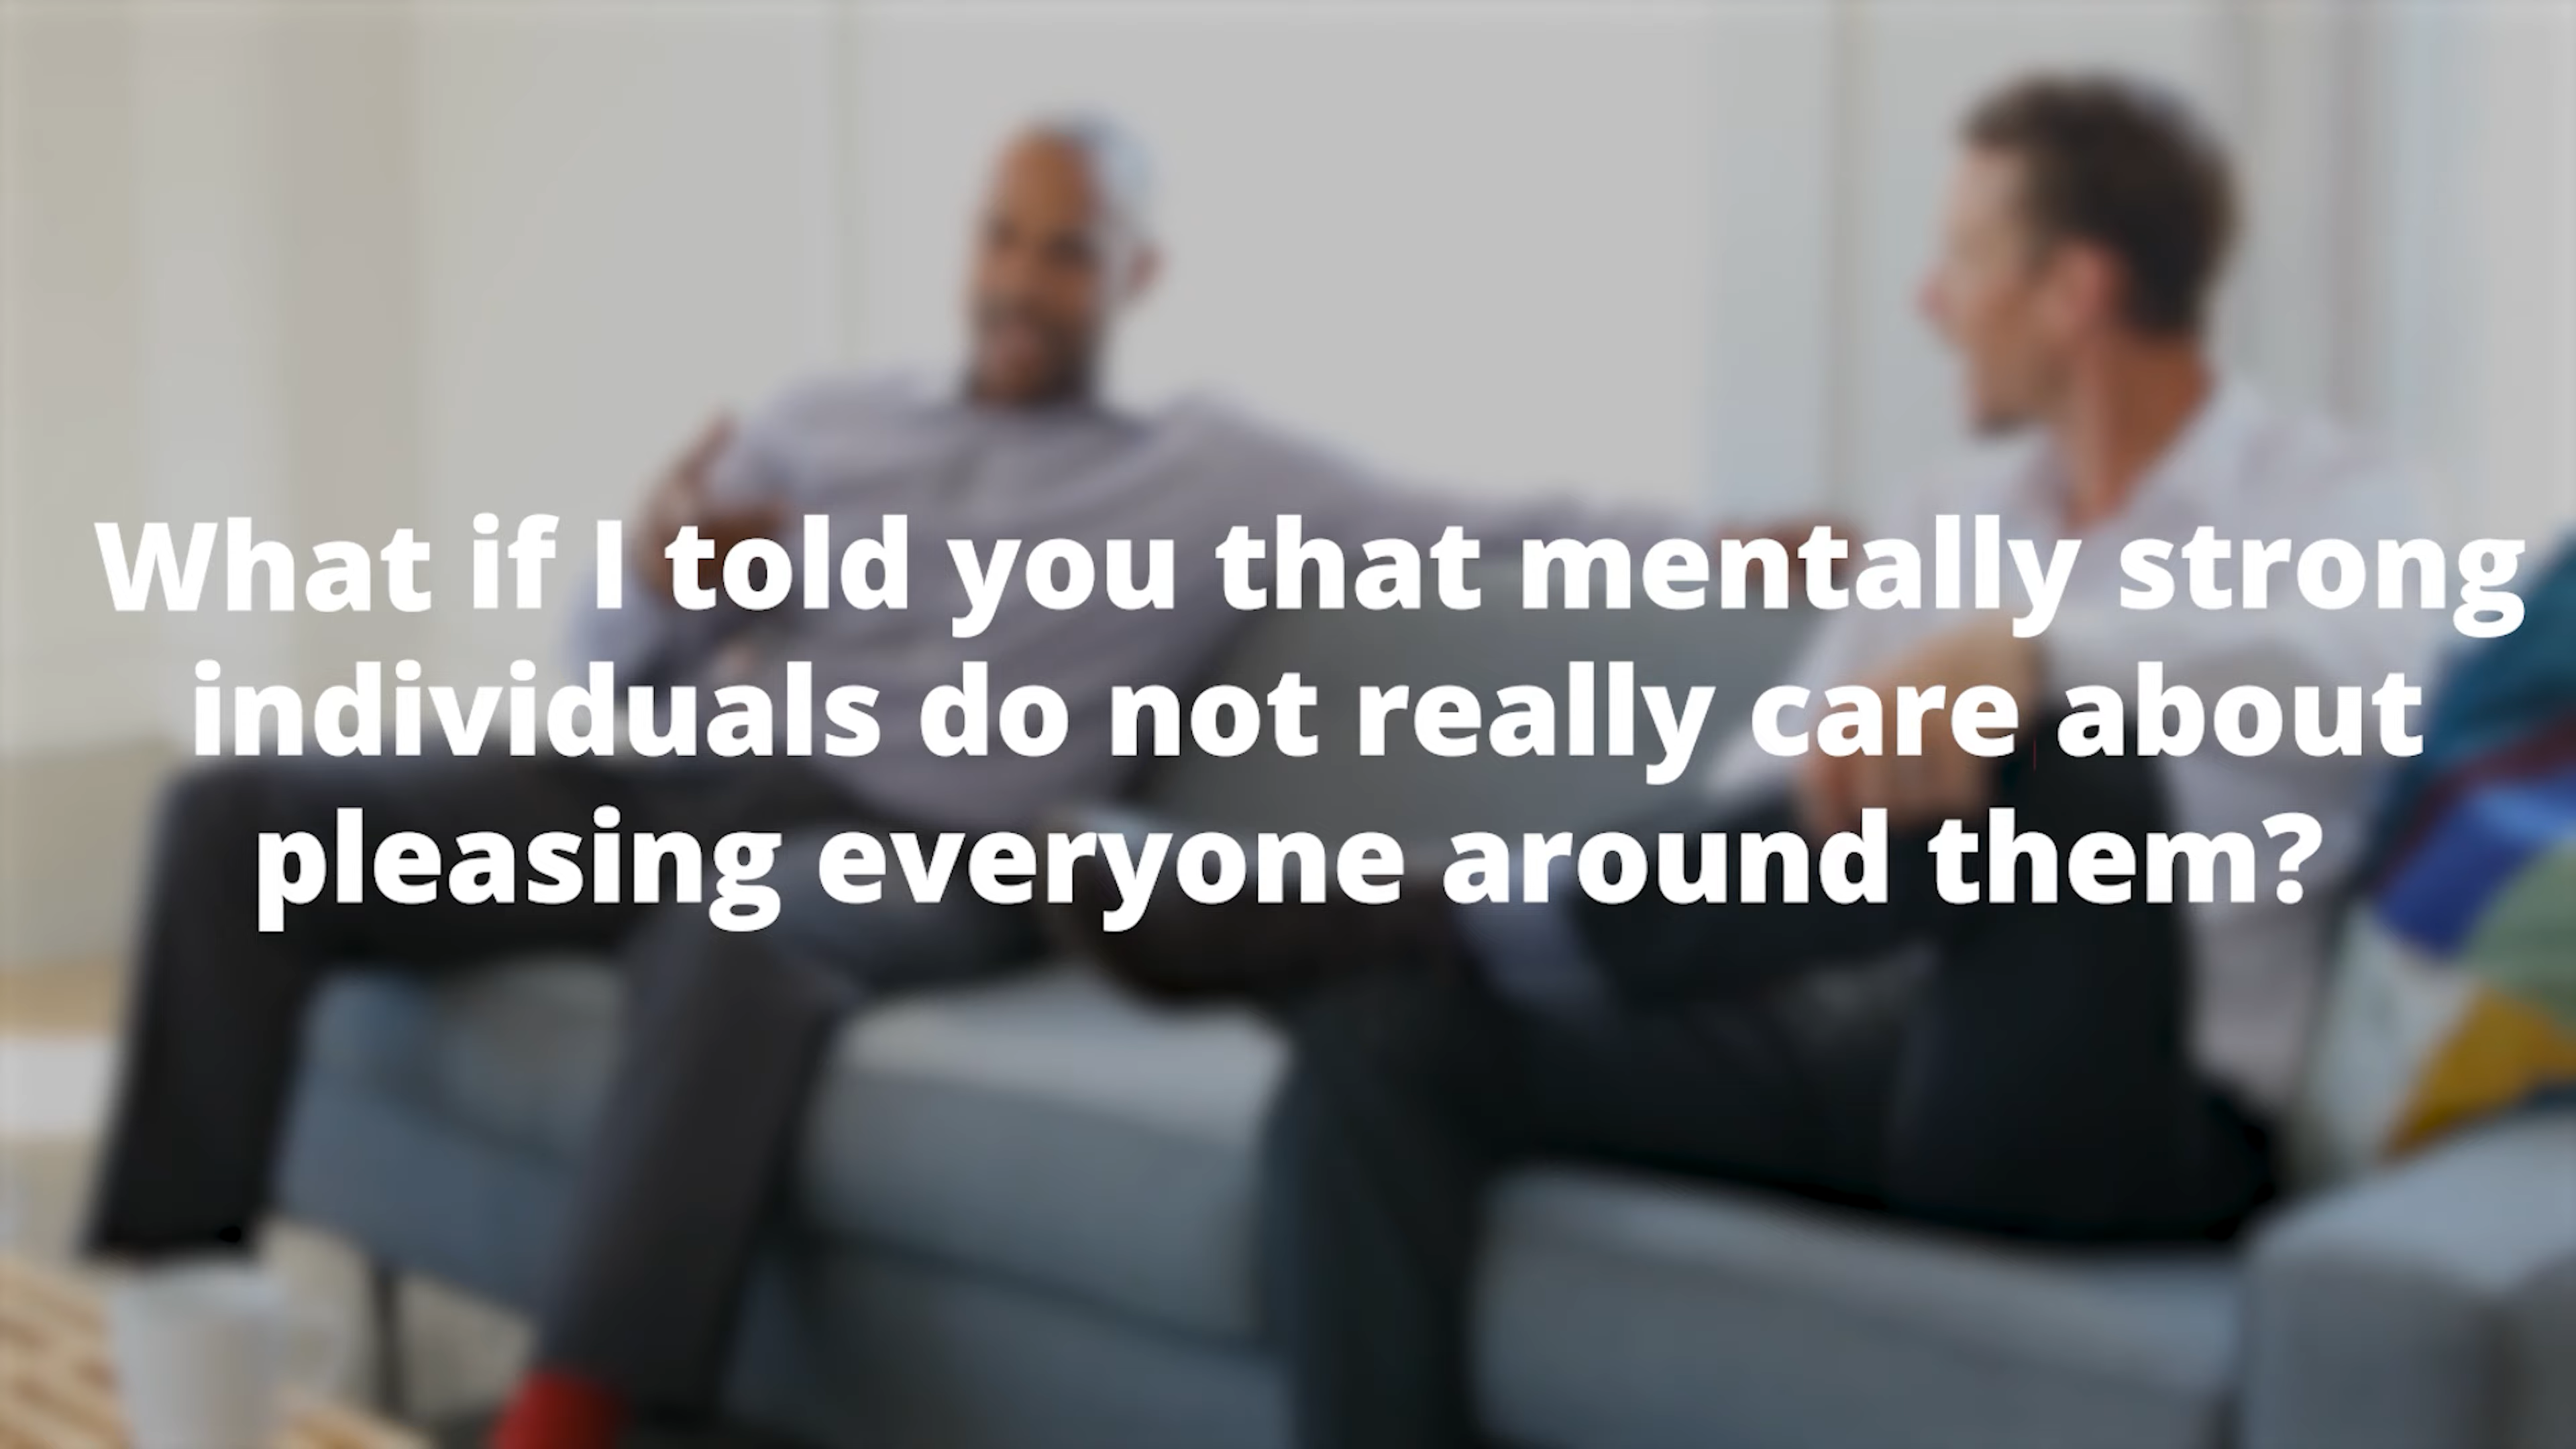 What if I told you that mentally strong
individuals do not really care about
pleasing everyone around them?